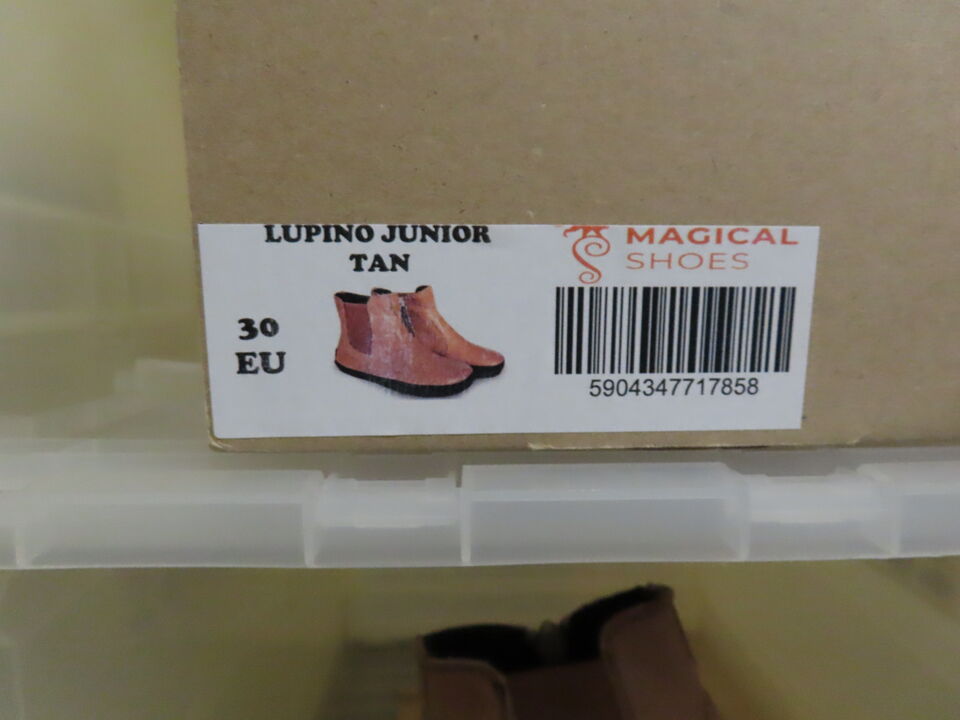 LUPINO JUNIOR
TAN
30
EU
MAGICAL
SHOES
5904347717858